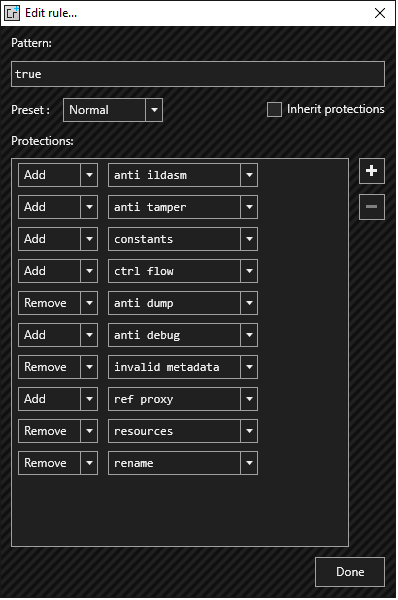 Cr Edit rule...
Pattern:
true
Preset : Normal Inherit protections
Protections:
Add anti ildasm
Add anti tamper
Add constants
Add ctrl flow
Remove anti dump
Add anti debug
Remove invalid metadata
Add ref proxy
Remove resources
Remove rename
Done